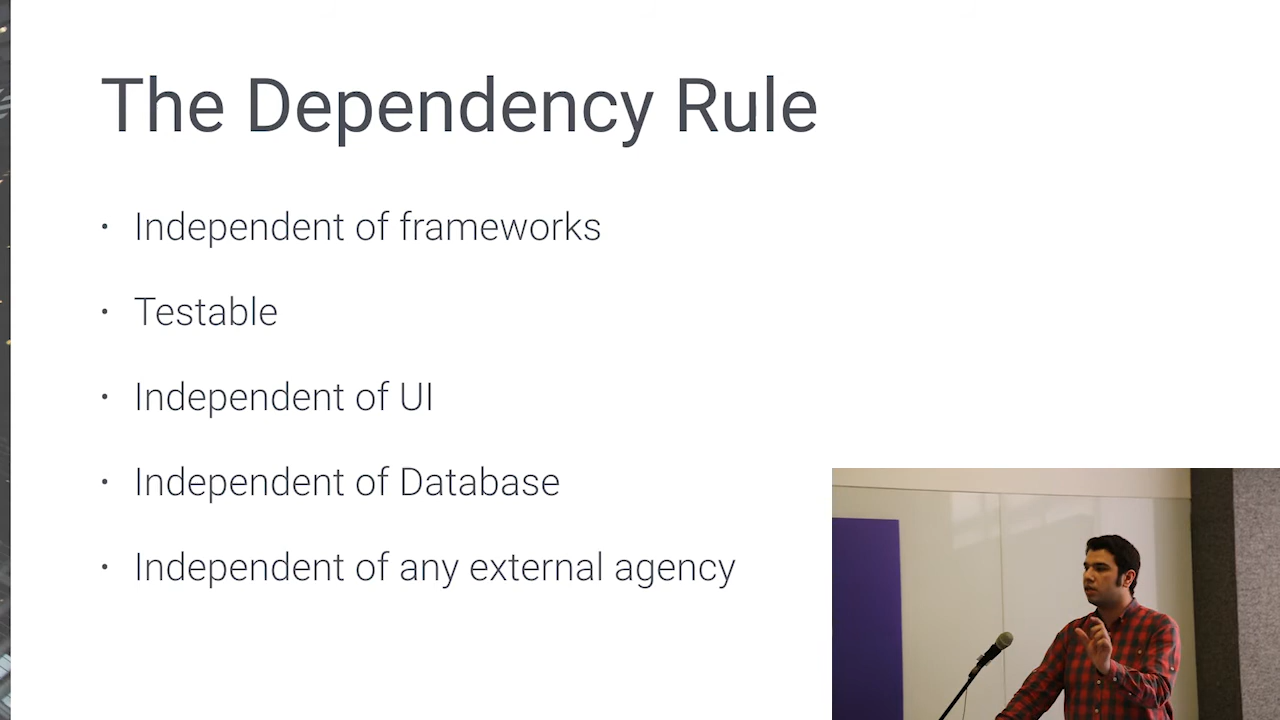 The Dependency Rule
• Independent of frameworks
• Testable
• Independent of UI
• Independent of Database
• Independent of any external agency